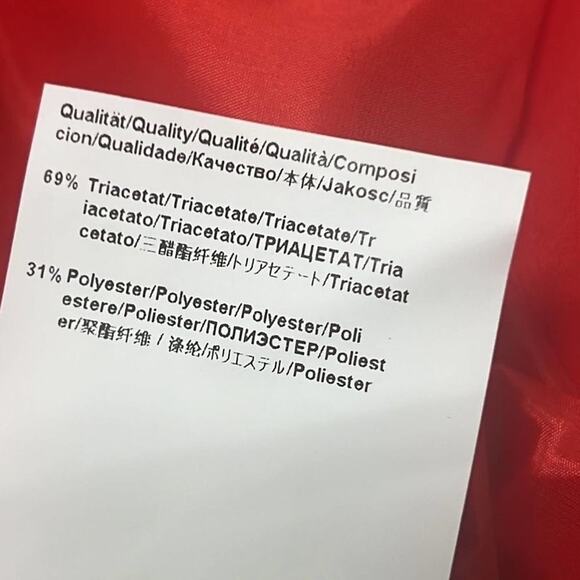 Qualität/Quality/Qualité/Qualità/Composi
cion/Qualidade/Качество/本体/Jakosc/品質
69% Triacetat/Triacetate/Triacetate/Tr
iacetato/Triacetato/ТРИАЦЕТАТ/Tria
cetato/三醋酯纤维/トリアセテート/Triacetat
31% Polyester/Polyester/Polyester/Poli
estere/Poliester/ПОЛИЭСТЕР/Poliest
er/聚酯纤维 / 涤纶/ポリエステル/Poliester